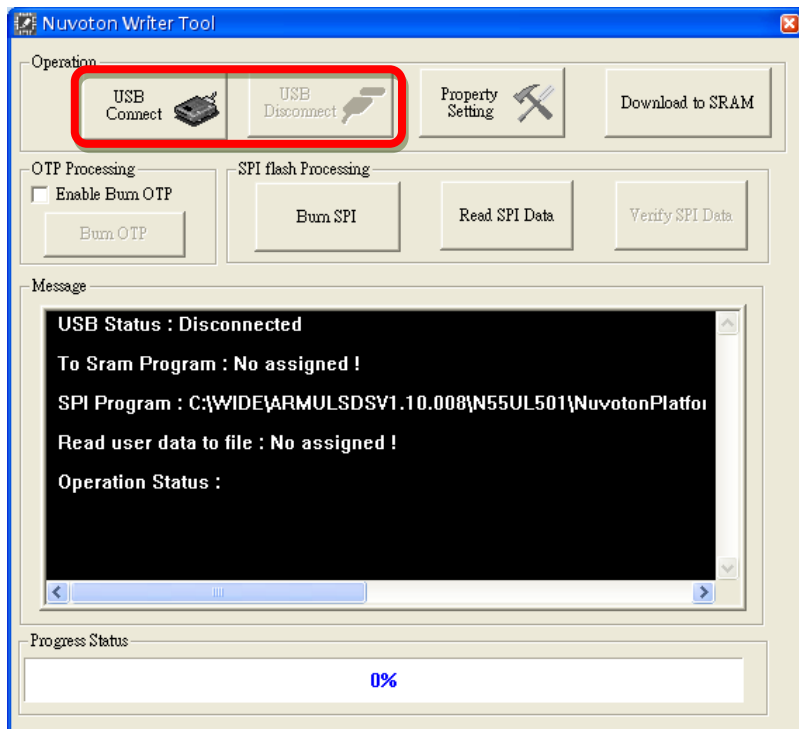 Nuvoton Writer Tool
Operation
USB Connect
USB Disconnect
Property Setting
Download to SRAM
OTP Processing
Enable Burn OTP
Burn OTP
SPI flash Processing
Burn SPI
Read SPI Data
Verify SPI Data
Message
USB Status : Disconnected
To Sram Program : No assigned !
SPI Program : C:\WIDE\ARMULSDSV1.10.008\N55UL501\NuvotonPlatfor
Read user data to file : No assigned !
Operation Status :
Progress Status
0%